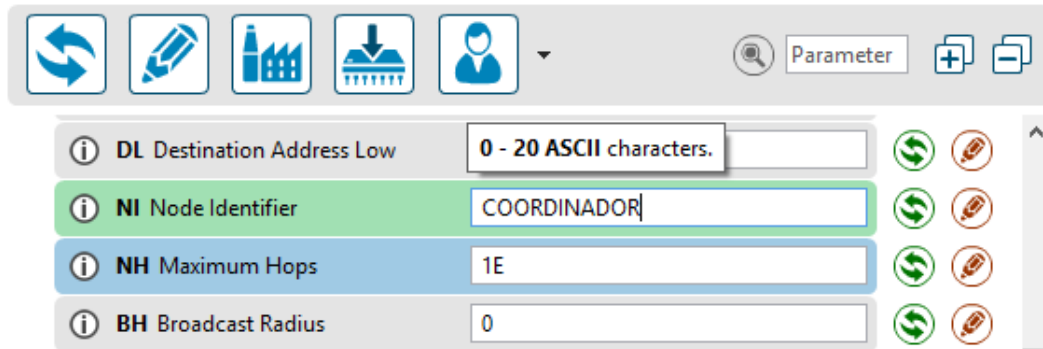 Parameter
DL Destination Address Low
0 - 20 ASCII characters.
NI Node Identifier
COORDINADOR
NH Maximum Hops
1E
BH Broadcast Radius
0